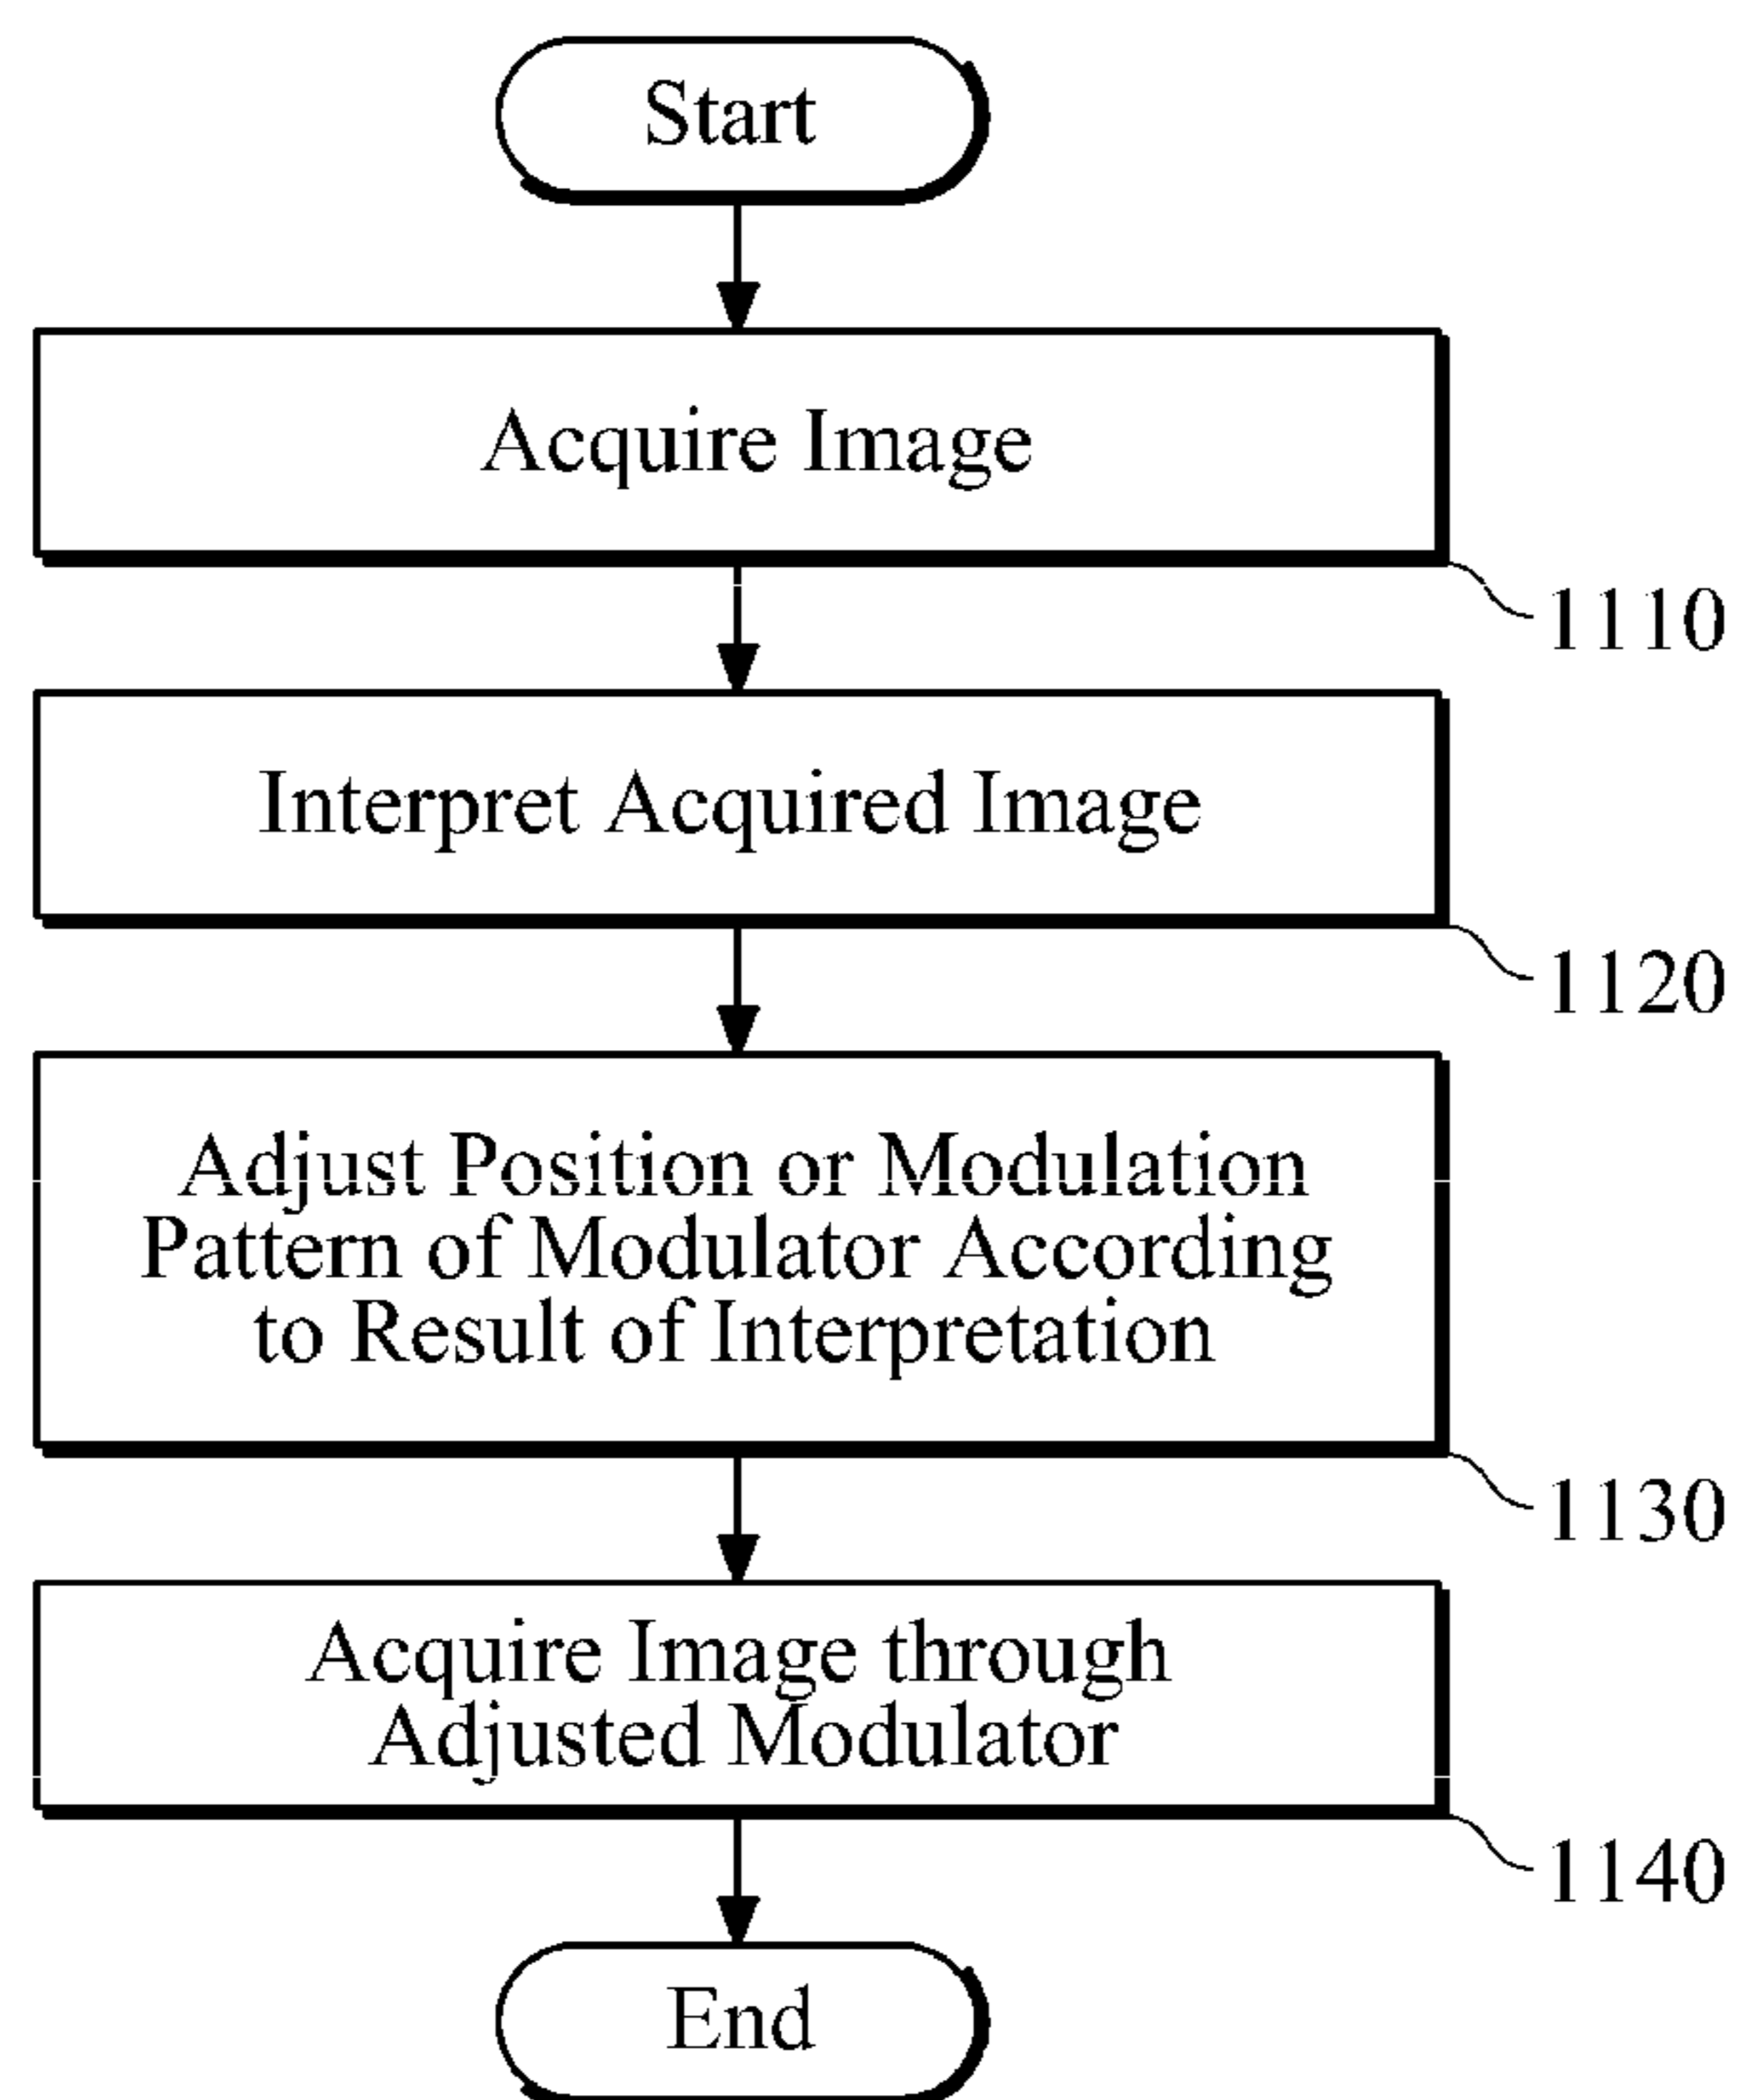 Start
Acquire Image
1110
Interpret Acquired Image
1120
Adjust Position or Modulation
Pattern of Modulator According
to Result of Interpretation
1130
Acquire Image through
Adjusted Modulator
1140
End